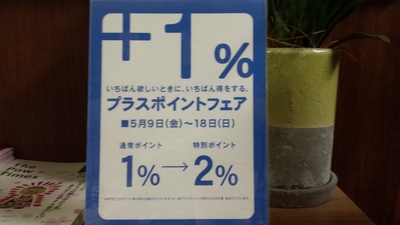 +1%
いちばん欲しいときに、いちばん得をする。
プラスポイントフェア
■5月9日(金)〜18日(日)
通常ポイント 特別ポイント
1%→2%
The
Times